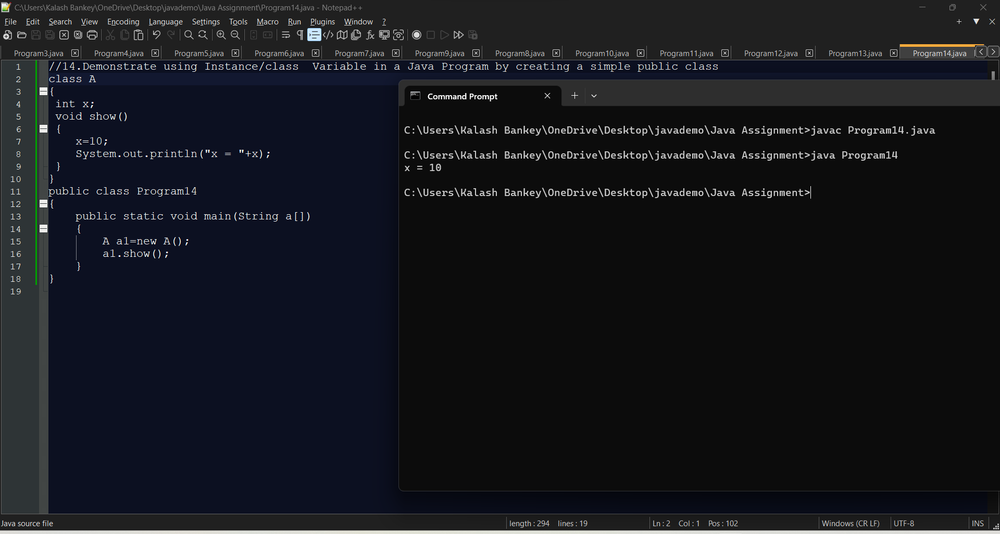 C:\Users\Kalash Bankey\OneDrive\Desktop\javademo\Java Assignment\Program14.java - Notepad++
File Edit Search View Encoding Language Settings Tools Macro Run Plugins Window ?
Program3.java Program4.java Program5.java Program6.java Program7.java Program9.java Program8.java Program10.java Program11.java Program12.java Program13.java Program14.java
1 //14.Demonstrate using Instance/class  Variable in a Java Program by creating a simple public class
2 class A
3 {
4 int x;
5 void show()
6 {
7 x=10;
8 System.out.println("x = "+x);
9 }
10 }
11 public class Program14
12 {
13 public static void main(String a[])
14 {
15 A a1=new A();
16 a1.show();
17 }
18 }
19
Command Prompt
C:\Users\Kalash Bankey\OneDrive\Desktop\javademo\Java Assignment>javac Program14.java
C:\Users\Kalash Bankey\OneDrive\Desktop\javademo\Java Assignment>java Program14
x = 10
C:\Users\Kalash Bankey\OneDrive\Desktop\javademo\Java Assignment>
Java source file length : 294 lines : 19 Ln : 2 Col : 1 Pos : 102 Windows (CR LF) UTF-8 INS